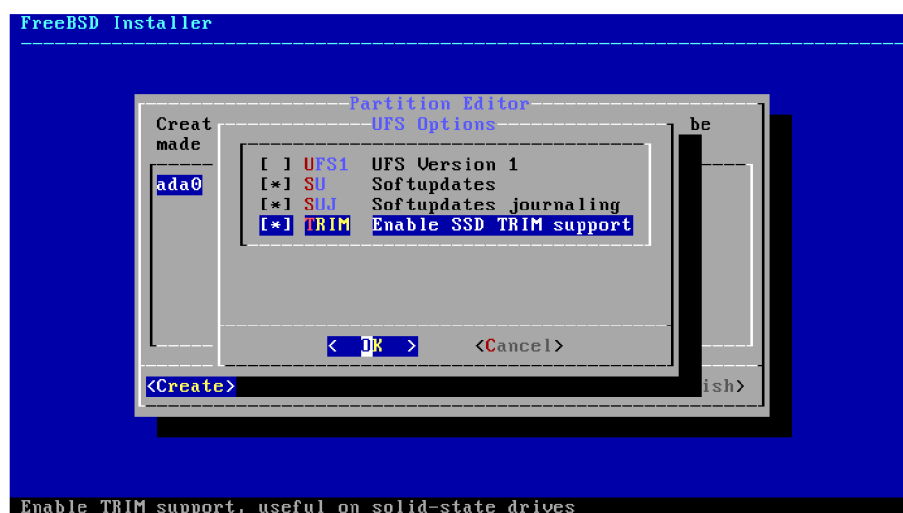 FreeBSD Installer
Partition Editor
UFS Options
Creat be
made
[ ] UFS1 UFS Version 1
[*] SU Softupdates
[*] SUJ Softupdates journaling
[*] TRIM Enable SSD TRIM support
ada0
< OK > <Cancel>
<Create> ish>
Enable TRIM support, useful on solid-state drives